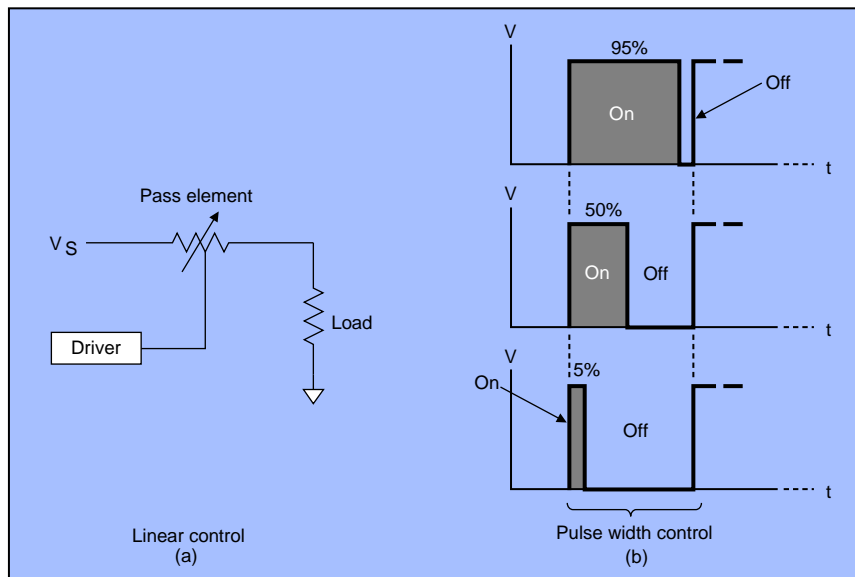 Pass element
V S
Driver
Load
Linear control
(a)
V
95%
On
Off
t
V
50%
On
Off
t
V
5%
On
Off
t
Pulse width control
(b)